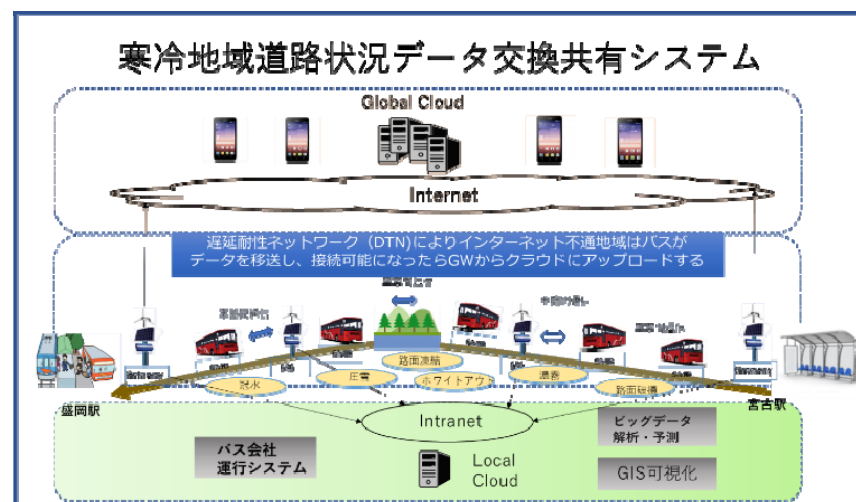 寒冷地域道路状況データ交換共有システム
Global Cloud
Internet
遅延耐性ネットワーク（DTN)によりインターネット不通地域はバスが
データを移送し、接続可能になったらGWからクラウドにアップロードする
路面凍結
圧雪
ホワイトアウト
路面破損
盛岡駅
宮古駅
Intranet
バス会社
運行システム
Local
Cloud
ビッグデータ
解析・予測
GIS可視化